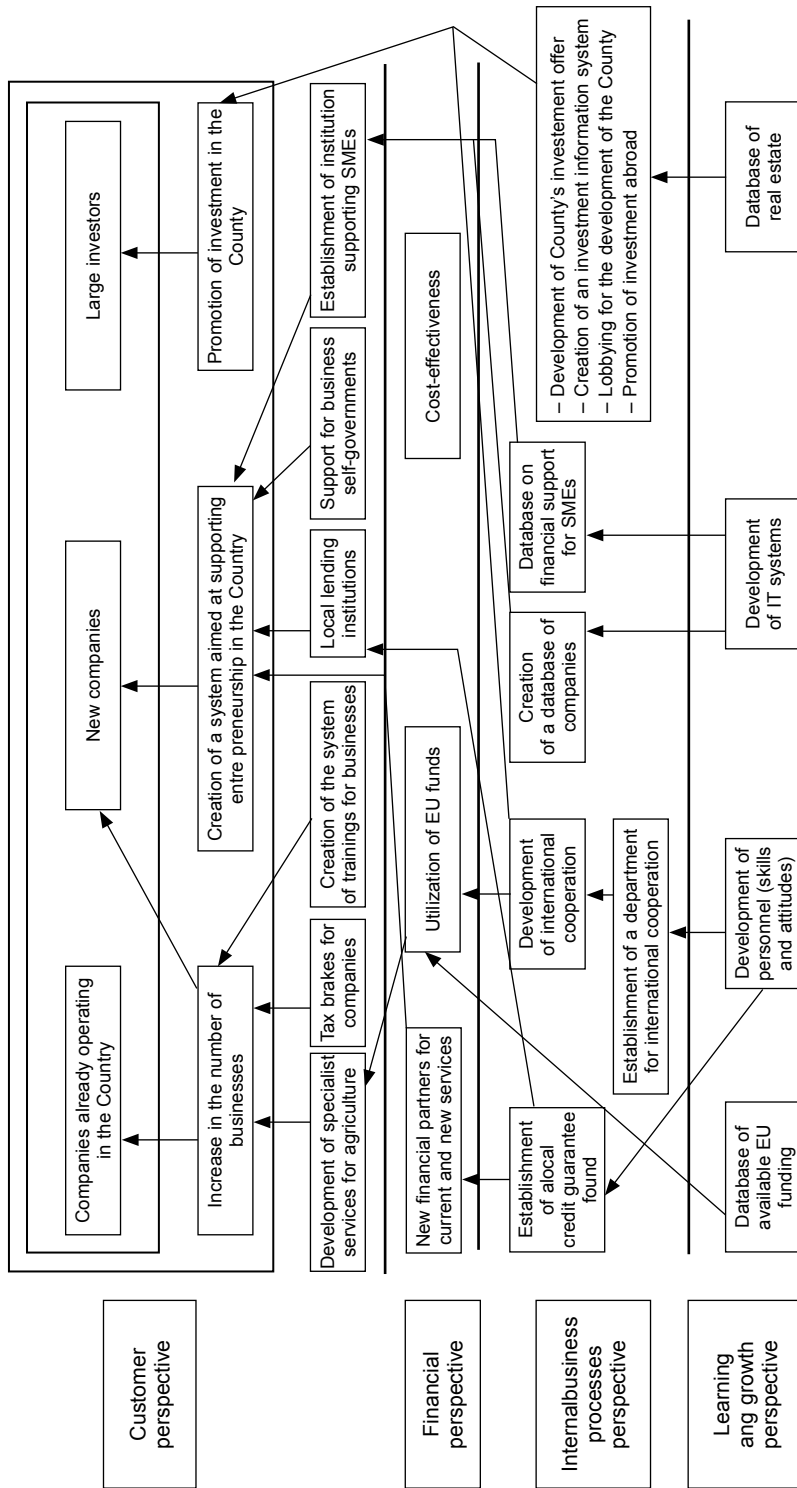 Customer
perspective
Companies already operating
in the Country
New companies
Large investors
Increase in the number of
businesses
Creation of a system aimed at supporting
entre preneurship in the Country
Promotion of investment in the
County
Development of specialist
services for agriculture
Tax brakes for
companies
Creation of the system
of trainings for businesses
Local lending
institutions
Support for business
self-governments
Establishment of institution
supporting SMEs
Financial
perspective
New financial partners for
current and new services
Utilization of EU funds
Cost-effectiveness
Internalbusiness
processes
perspective
Establishment
of alocal
credit guarantee
found
Development
of international
cooperation
Creation
of a database of
companies
Database on
financial support
for SMEs
– Development of County's investement offer
– Creation of an investment information system
– Lobbying for the development of the County
– Promotion of investment abroad
Establishment of a department
for international cooperation
Learning
ang growth
perspective
Database of
available EU
funding
Development of
personnel (skills
and attitudes)
Development
of IT systems
Database of
real estate